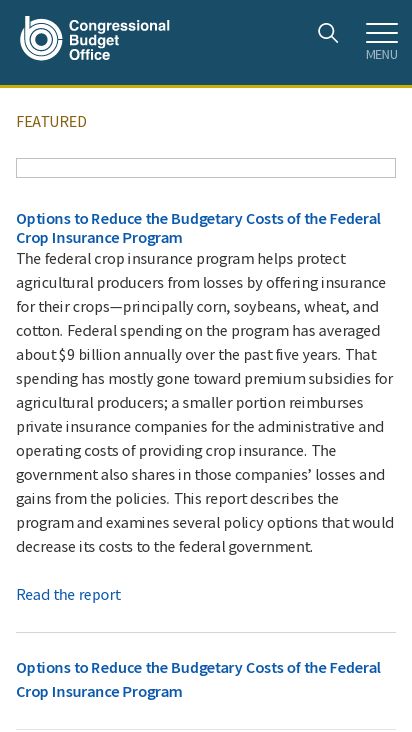 Congressional
Budget
Office
MENU
FEATURED
Options to Reduce the Budgetary Costs of the Federal
Crop Insurance Program
The federal crop insurance program helps protect
agricultural producers from losses by offering insurance
for their crops—principally corn, soybeans, wheat, and
cotton. Federal spending on the program has averaged
about $9 billion annually over the past five years. That
spending has mostly gone toward premium subsidies for
agricultural producers; a smaller portion reimburses
private insurance companies for the administrative and
operating costs of providing crop insurance. The
government also shares in those companies’ losses and
gains from the policies. This report describes the
program and examines several policy options that would
decrease its costs to the federal government.
Read the report
Options to Reduce the Budgetary Costs of the Federal
Crop Insurance Program